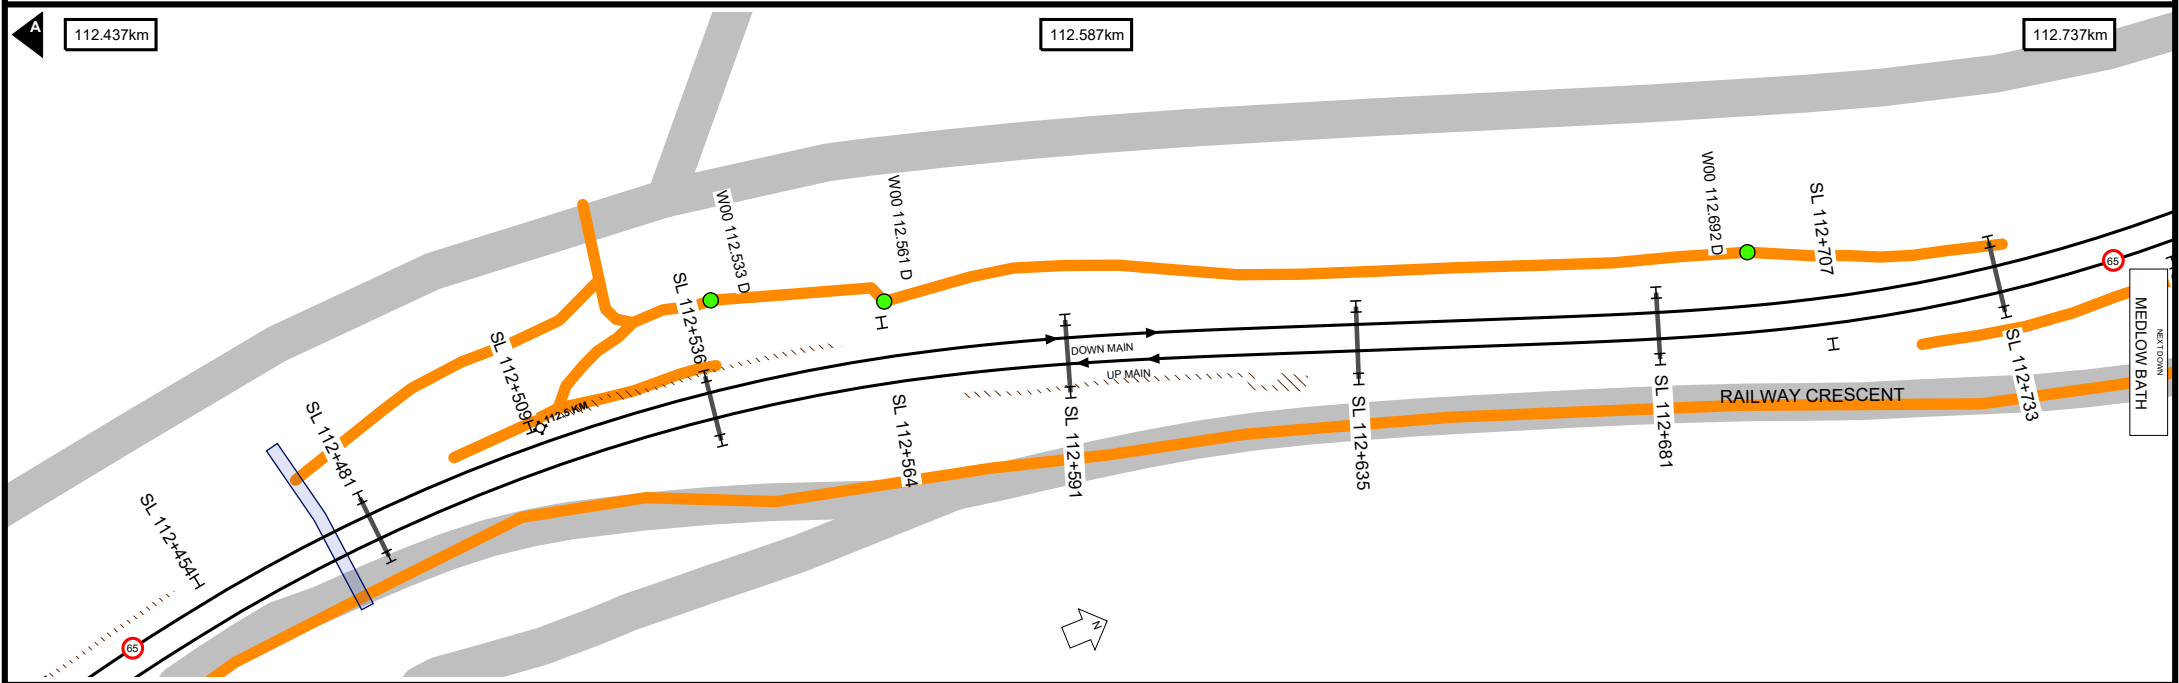 A
112.437km
112.587km
112.737km
W00 112.533 D
W00 112.561 D
W00 112.692 D
SL 112+707
SL 112+536
SL 112+509
112.5 KM
SL 112+481
SL 112+454
DOWN MAIN
UP MAIN
SL 112+564
SL 112+591
SL 112+635
SL 112+681
SL 112+733
RAILWAY CRESCENT
65
65
NEXT DOWN
MEDLOW BATH
N